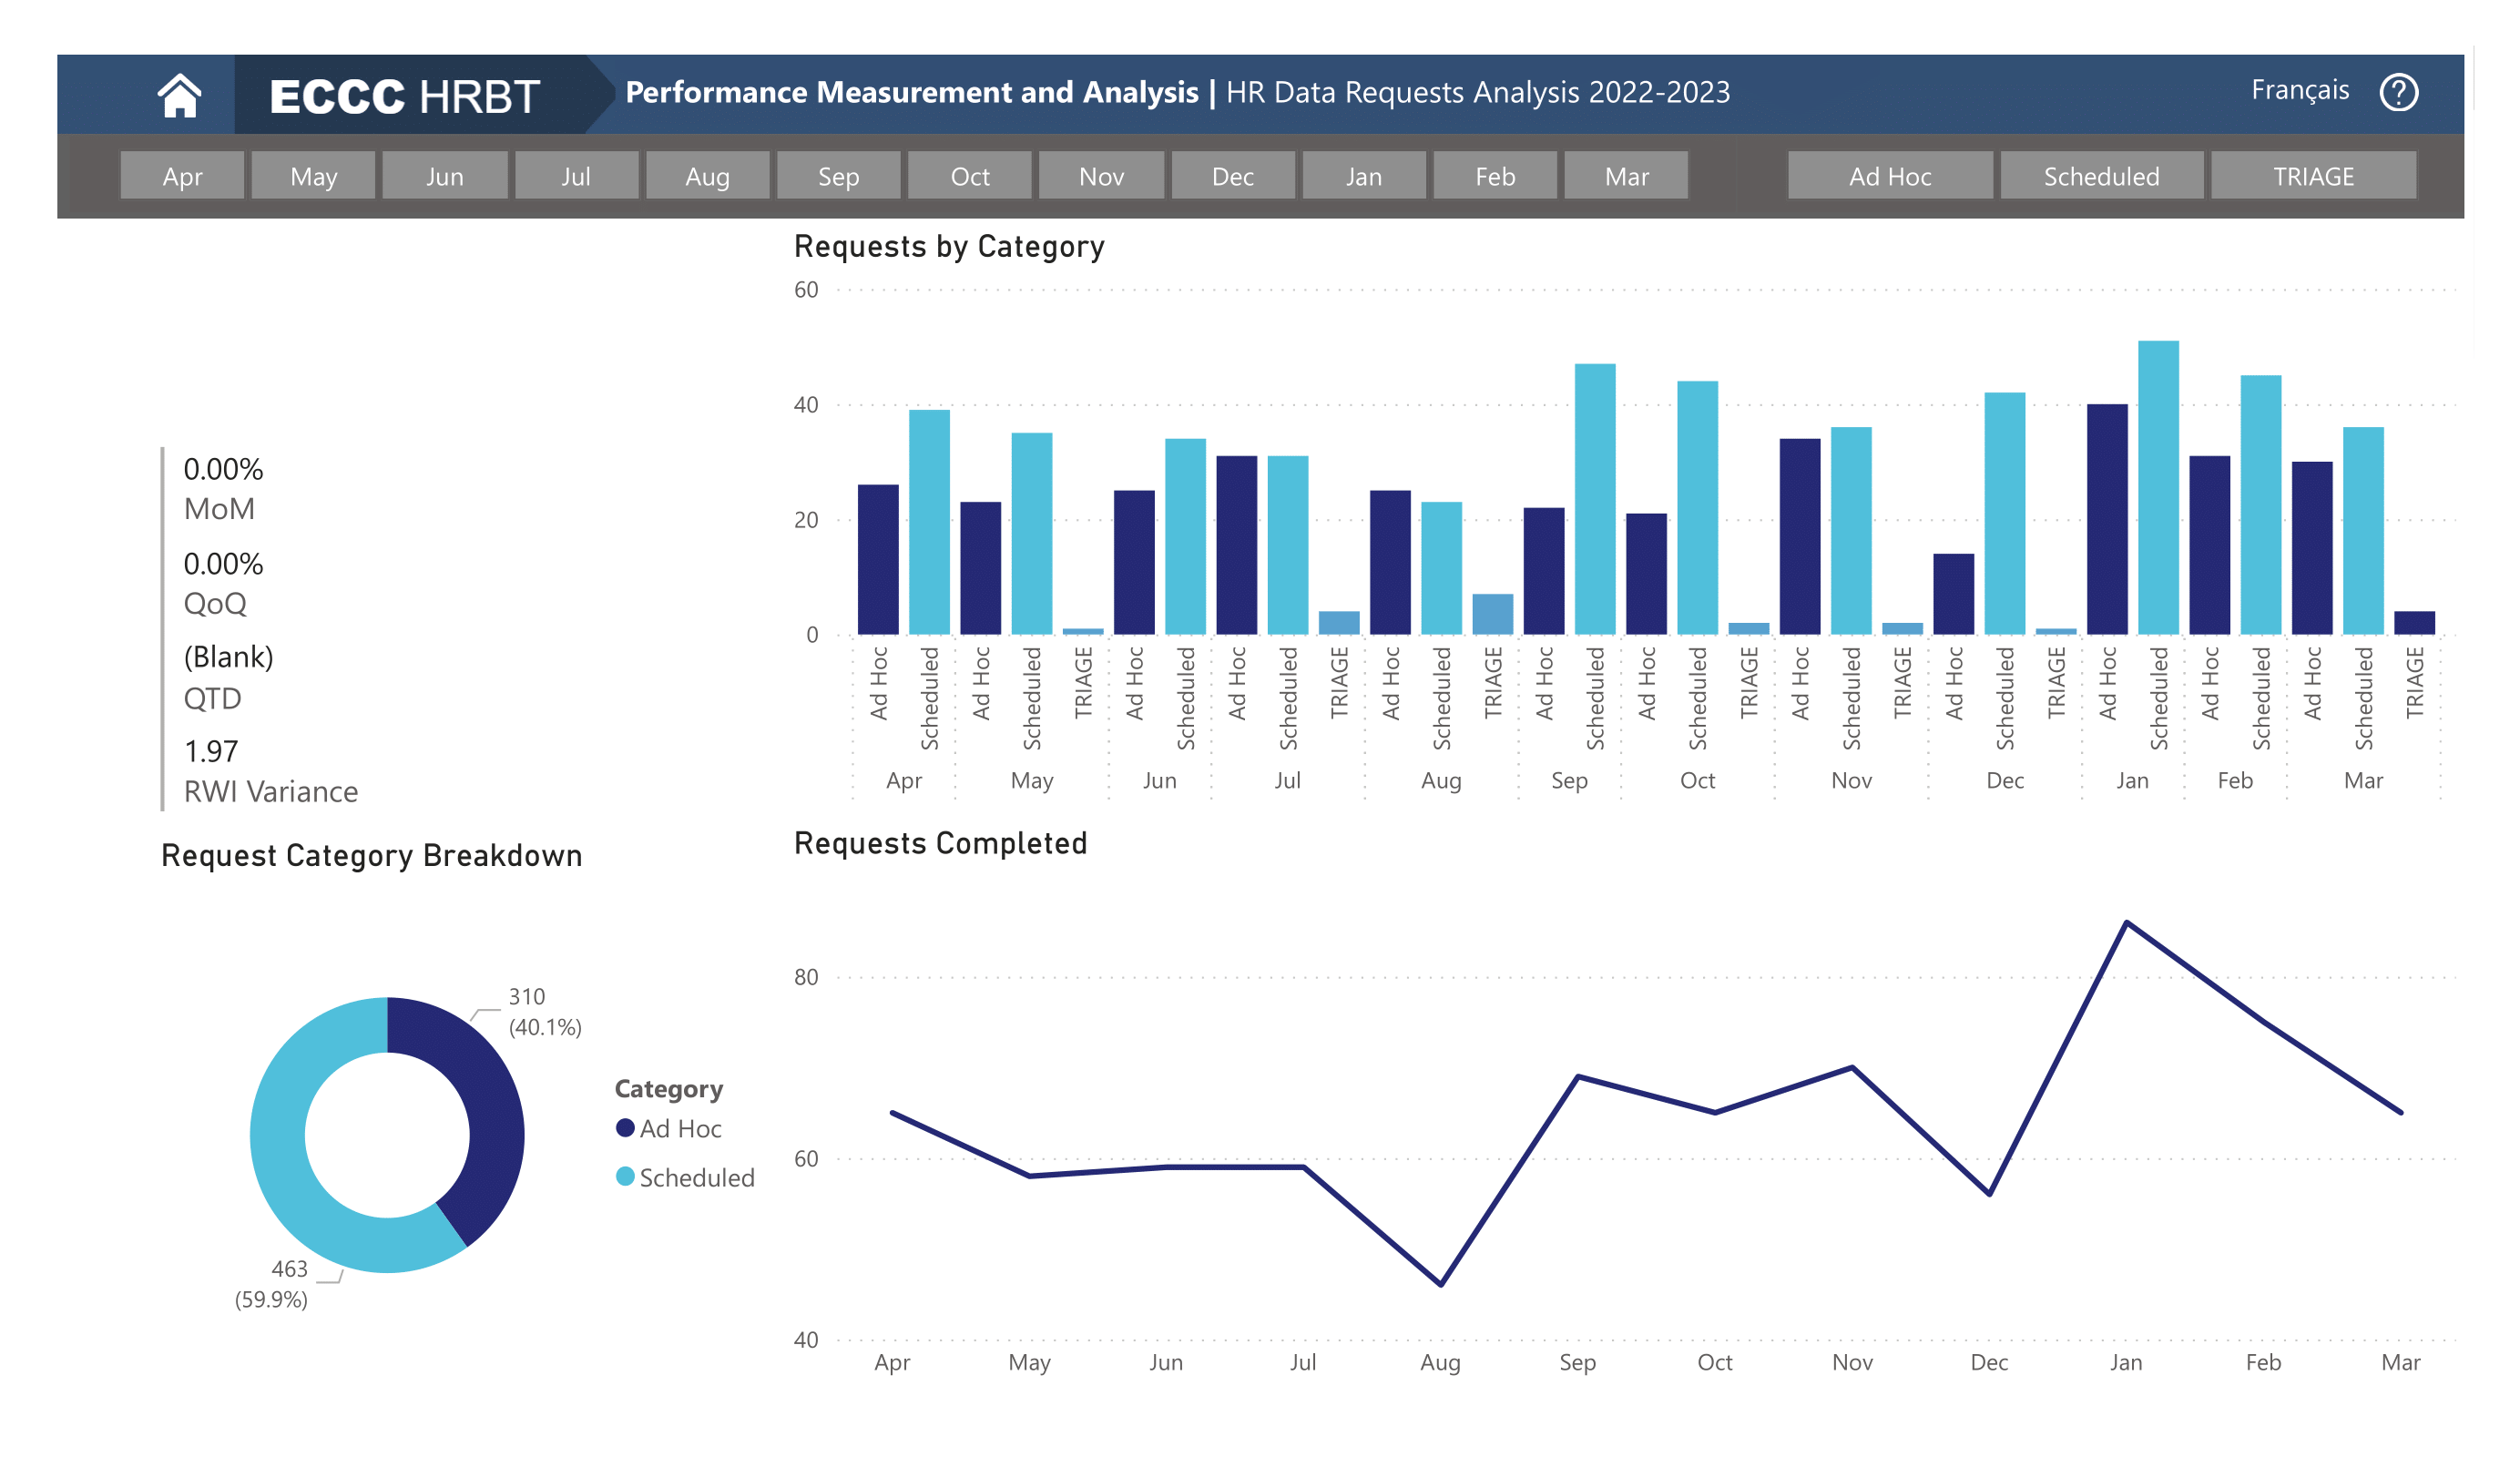 ECCC HRBT
Performance Measurement and Analysis | HR Data Requests Analysis 2022-2023
Français
?
Apr May Jun Jul Aug Sep Oct Nov Dec Jan Feb Mar
Ad Hoc Scheduled TRIAGE
0.00%
MoM
0.00%
QoQ
(Blank)
QTD
1.97
RWI Variance
Requests by Category
60
40
20
0
Ad Hoc Scheduled Ad Hoc Scheduled TRIAGE Ad Hoc Scheduled Ad Hoc Scheduled TRIAGE Ad Hoc Scheduled TRIAGE Ad Hoc Scheduled Ad Hoc Scheduled TRIAGE Ad Hoc Scheduled TRIAGE Ad Hoc Scheduled TRIAGE Ad Hoc Scheduled Ad Hoc Scheduled Ad Hoc Scheduled TRIAGE
Apr May Jun Jul Aug Sep Oct Nov Dec Jan Feb Mar
Request Category Breakdown
310
(40.1%)
463
(59.9%)
Category
Ad Hoc
Scheduled
Requests Completed
80
60
40
Apr May Jun Jul Aug Sep Oct Nov Dec Jan Feb Mar